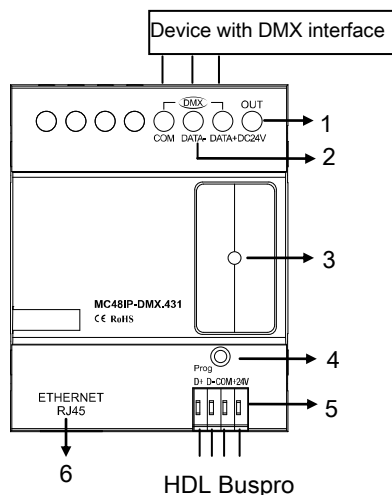 Device with DMX interface
DMX
OUT
COM DATA- DATA+ DC24V
1
2
3
MC48IP-DMX.431
CE RoHS
Prog
4
D+ D- COM +24V
5
ETHERNET
RJ45
6
HDL Buspro